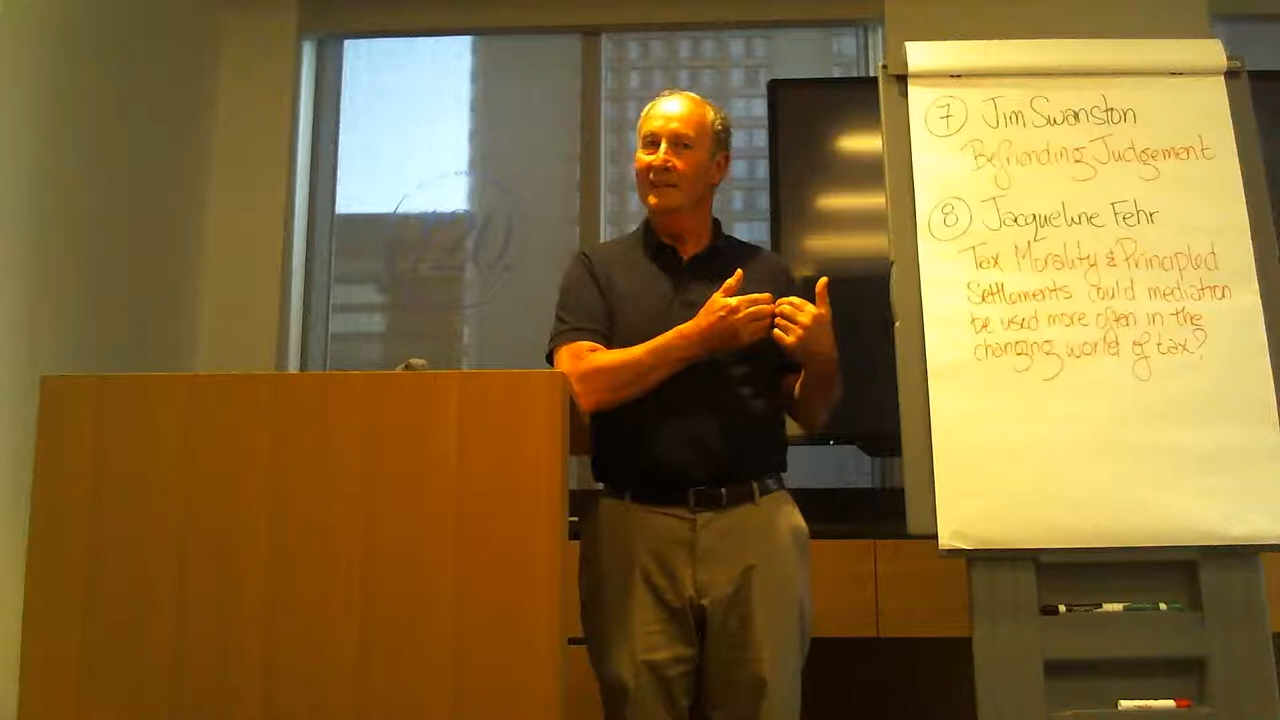 7 Jim Swanston
Befriending Judgement
8 Jacqueline Fehr
Tax Morality & Principled
Settlements could mediation
be used more often in the
changing world of tax?